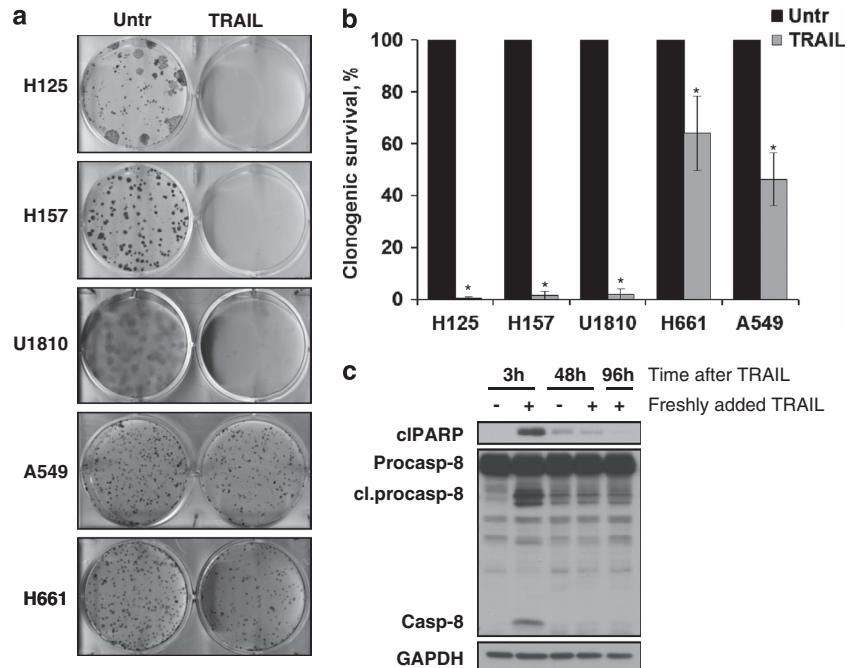 a
Untr TRAIL
H125
H157
U1810
A549
H661
b
Untr
TRAIL
Clonogenic survival, %
100
80
60
40
20
0
* * * * *
H125 H157 U1810 H661 A549
c
3h 48h 96h Time after TRAIL
- + - + + Freshly added TRAIL
clPARP
Procasp-8
cl.procasp-8
Casp-8
GAPDH